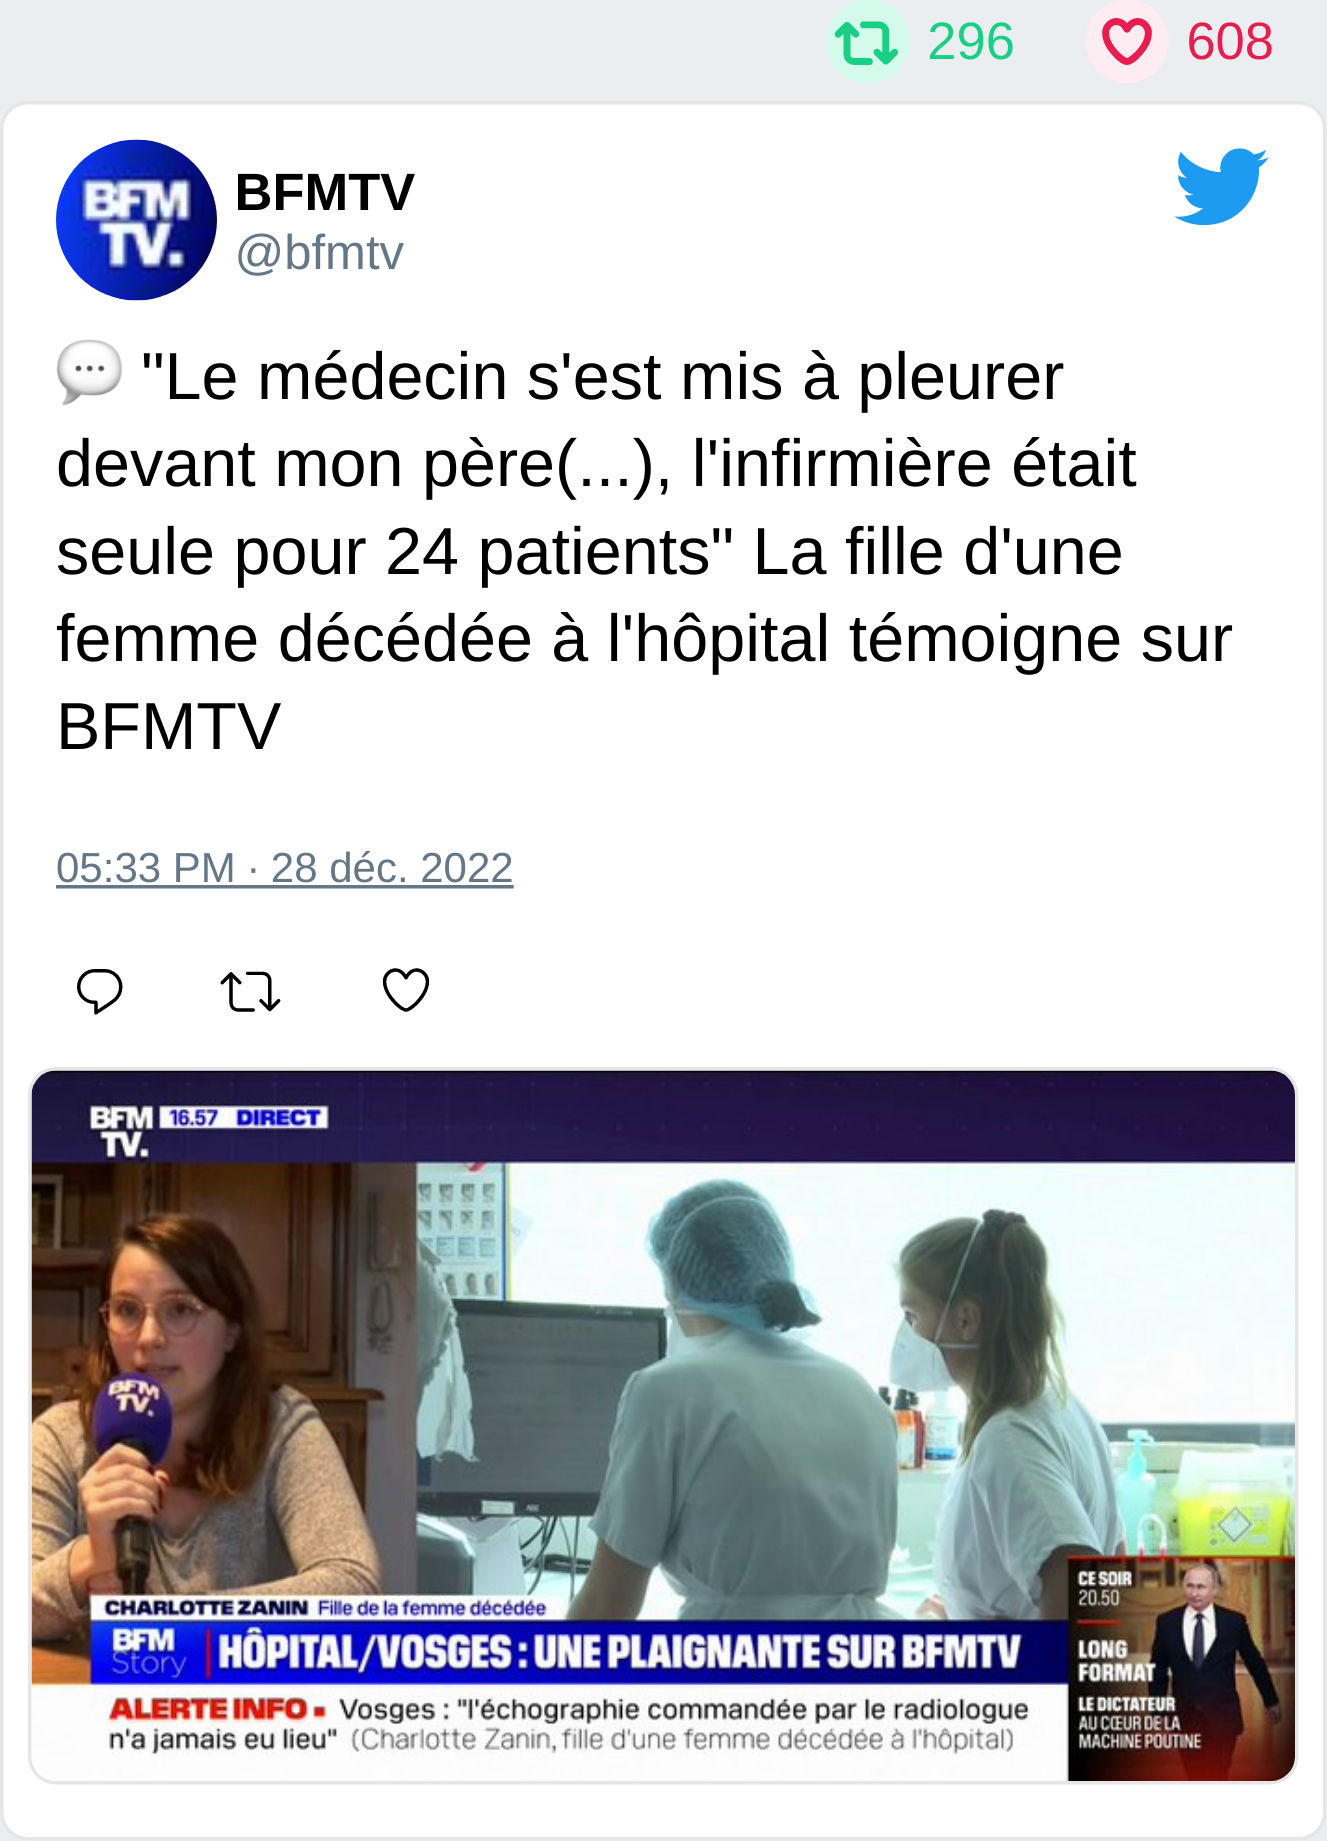 296 608
BFM
TV.
BFMTV
@bfmtv
💬 "Le médecin s'est mis à pleurer
devant mon père(...), l'infirmière était
seule pour 24 patients" La fille d'une
femme décédée à l'hôpital témoigne sur
BFMTV
05:33 PM · 28 déc. 2022
BFM
TV.
16.57 DIRECT
BFM
TV.
CHARLOTTE ZANIN Fille de la femme décédée
BFM
Story
HÔPITAL/VOSGES : UNE PLAIGNANTE SUR BFMTV
ALERTE INFO ▪ Vosges : "l'échographie commandée par le radiologue
n'a jamais eu lieu" (Charlotte Zanin, fille d'une femme décédée à l'hôpital)
CE SOIR
20.50
LONG
FORMAT
LE DICTATEUR
AU CŒUR DE LA
MACHINE POUTINE